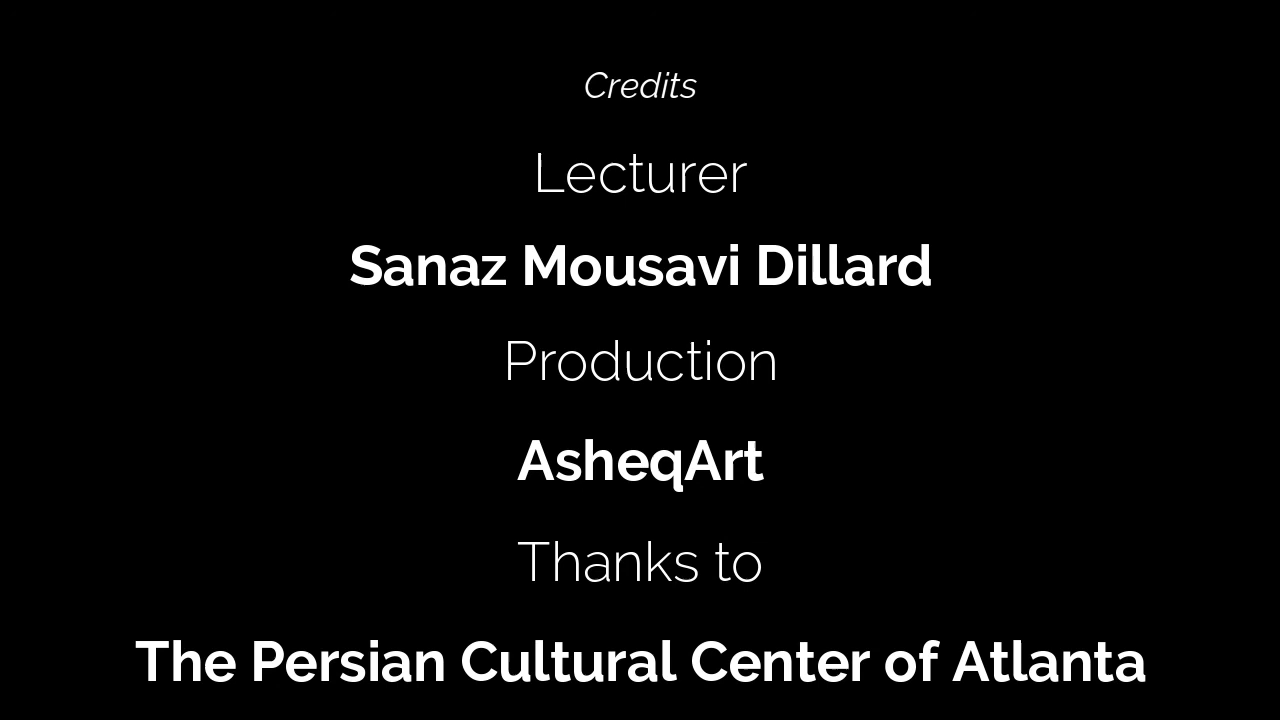 Credits
Lecturer
Sanaz Mousavi Dillard
Production
AsheqArt
Thanks to
The Persian Cultural Center of Atlanta